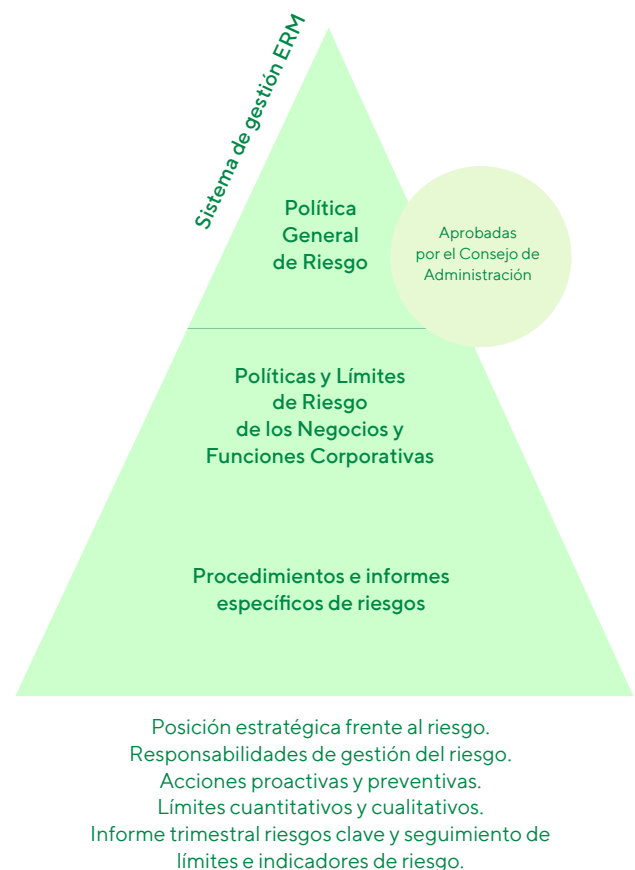 Sistema de gestión ERM
Política
General
de Riesgo
Aprobadas
por el Consejo de
Administración
Políticas y Límites
de Riesgo
de los Negocios y
Funciones Corporativas
Procedimientos e informes
específicos de riesgos
Posición estratégica frente al riesgo.
Responsabilidades de gestión del riesgo.
Acciones proactivas y preventivas.
Límites cuantitativos y cualitativos.
Informe trimestral riesgos clave y seguimiento de
límites e indicadores de riesgo.